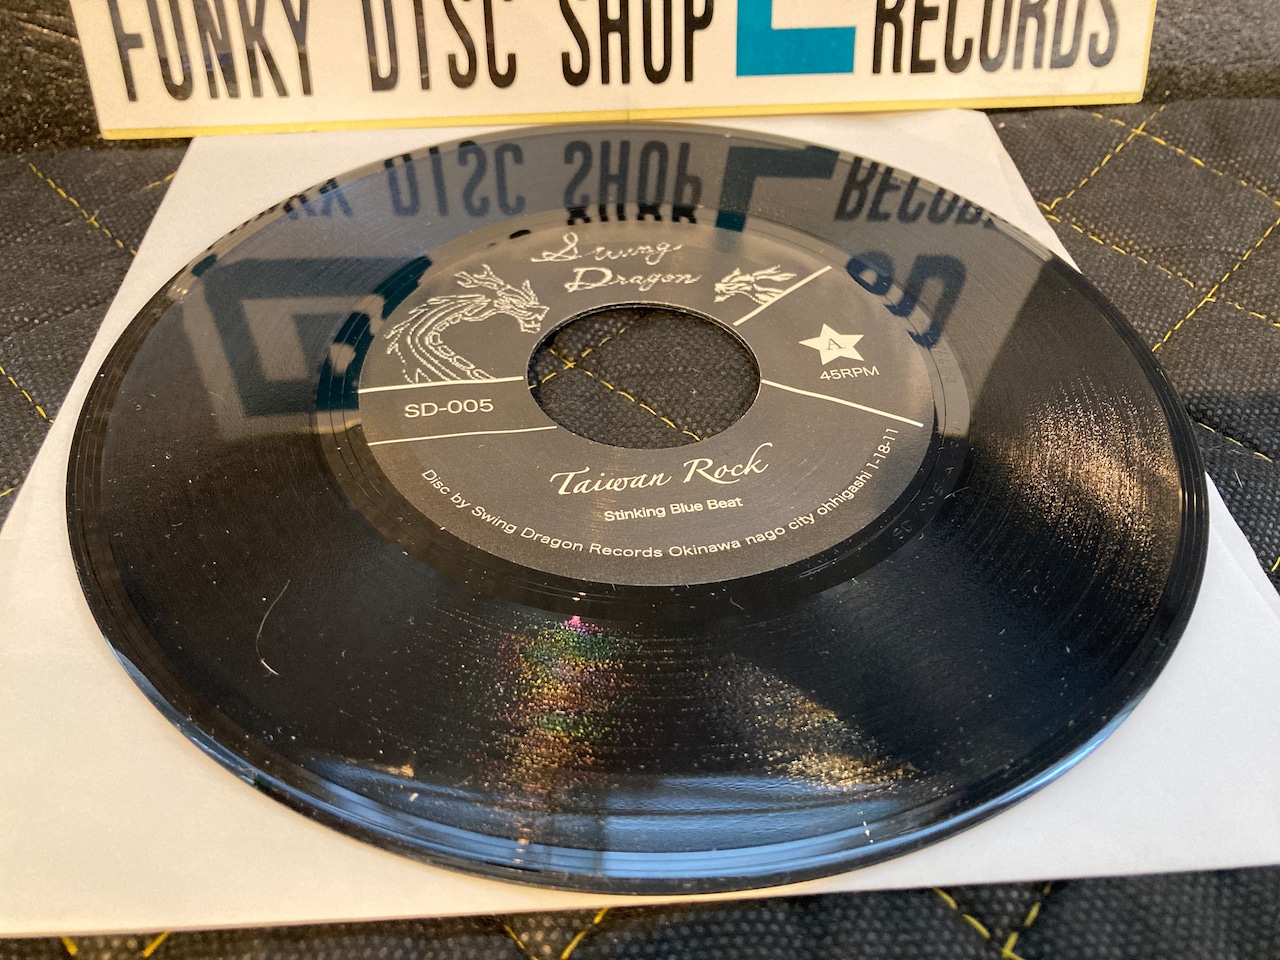 FUNKY DISC SHOP E RECORDS
Swing
Dragon
A
45RPM
SD-005
Taiwan Rock
Stinking Blue Beat
Disc by Swing Dragon Records Okinawa nago city ohhigashi 1-18-11